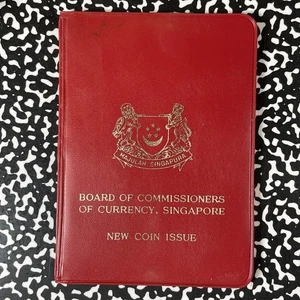 MAJULAH SINGAPURA
BOARD OF COMMISSIONERS
OF CURRENCY, SINGAPORE
NEW COIN ISSUE